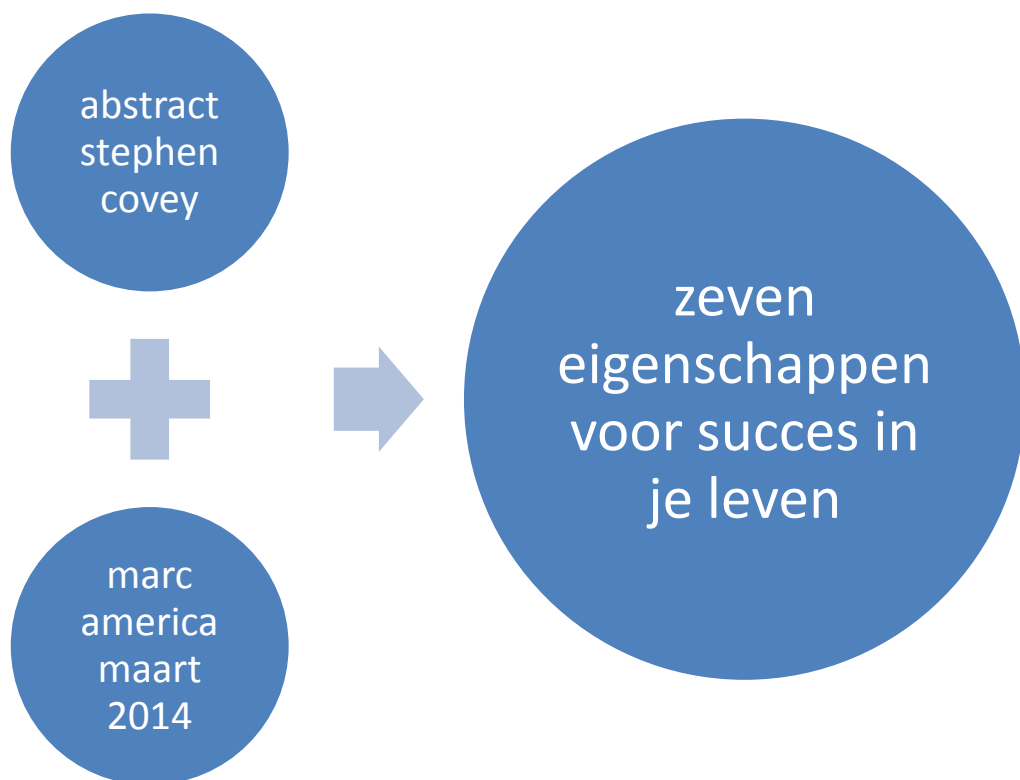 abstract
stephen
covey
marc
america
maart
2014
zeven
eigenschappen
voor succes in
je leven